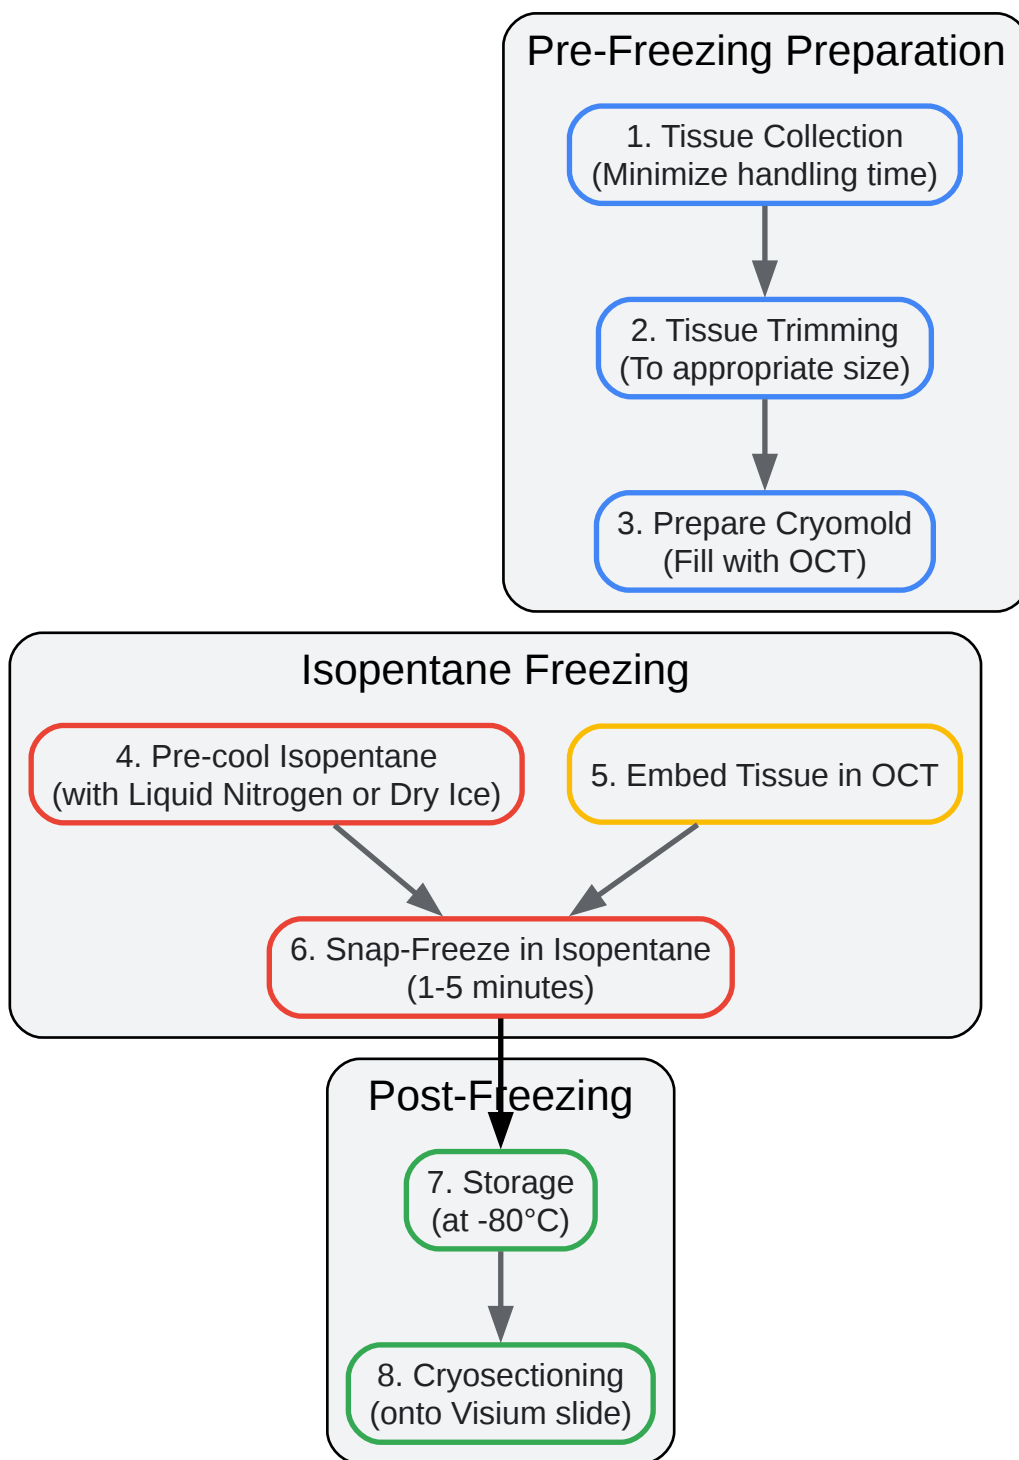 Pre-Freezing Preparation
1. Tissue Collection
(Minimize handling time)
2. Tissue Trimming
(To appropriate size)
3. Prepare Cryomold
(Fill with OCT)
Isopentane Freezing
4. Pre-cool Isopentane
(with Liquid Nitrogen or Dry Ice)
5. Embed Tissue in OCT
6. Snap-Freeze in Isopentane
(1-5 minutes)
Post-Freezing
7. Storage
(at -80°C)
8. Cryosectioning
(onto Visium slide)